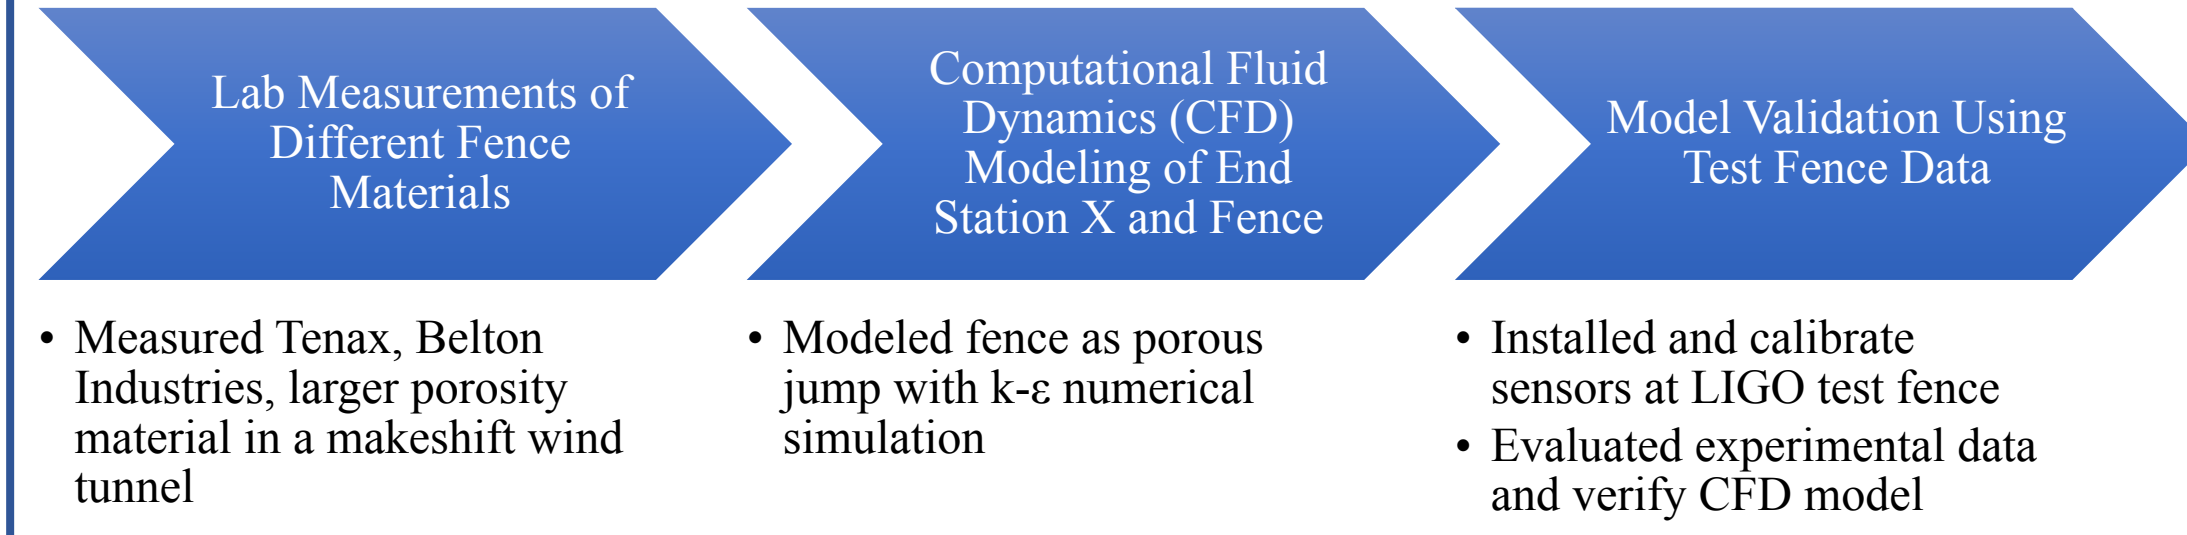 Lab Measurements of
Different Fence
Materials
Computational Fluid
Dynamics (CFD)
Modeling of End
Station X and Fence
Model Validation Using
Test Fence Data
• Measured Tenax, Belton
Industries, larger porosity
material in a makeshift wind
tunnel
• Modeled fence as porous
jump with k-ε numerical
simulation
• Installed and calibrate
sensors at LIGO test fence
• Evaluated experimental data
and verify CFD model